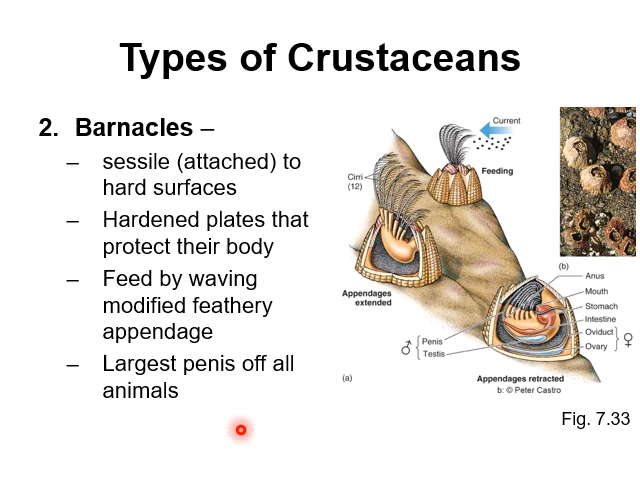 Types of Crustaceans
2. Barnacles –
– sessile (attached) to
hard surfaces
– Hardened plates that
protect their body
– Feed by waving
modified feathery
appendage
– Largest penis off all
animals
Current
Feeding
Cirri
(12)
Appendages
extended
(b)
Anus
Mouth
Stomach
Intestine
Oviduct
Ovary
♀
♂
Penis
Testis
(a)
Appendages retracted
b: © Peter Castro
Fig. 7.33